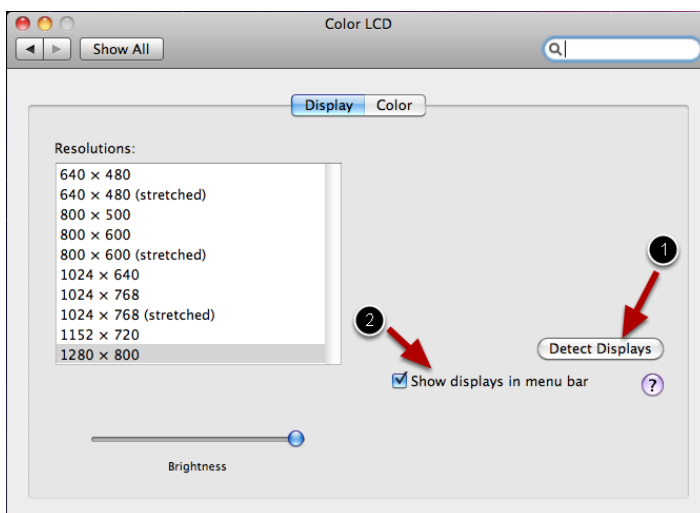 Color LCD
Show All
Display Color
Resolutions:
640 × 480
640 × 480 (stretched)
800 × 500
800 × 600
800 × 600 (stretched)
1024 × 640
1024 × 768
1024 × 768 (stretched)
1152 × 720
1280 × 800
1
2
Detect Displays
Show displays in menu bar
?
Brightness